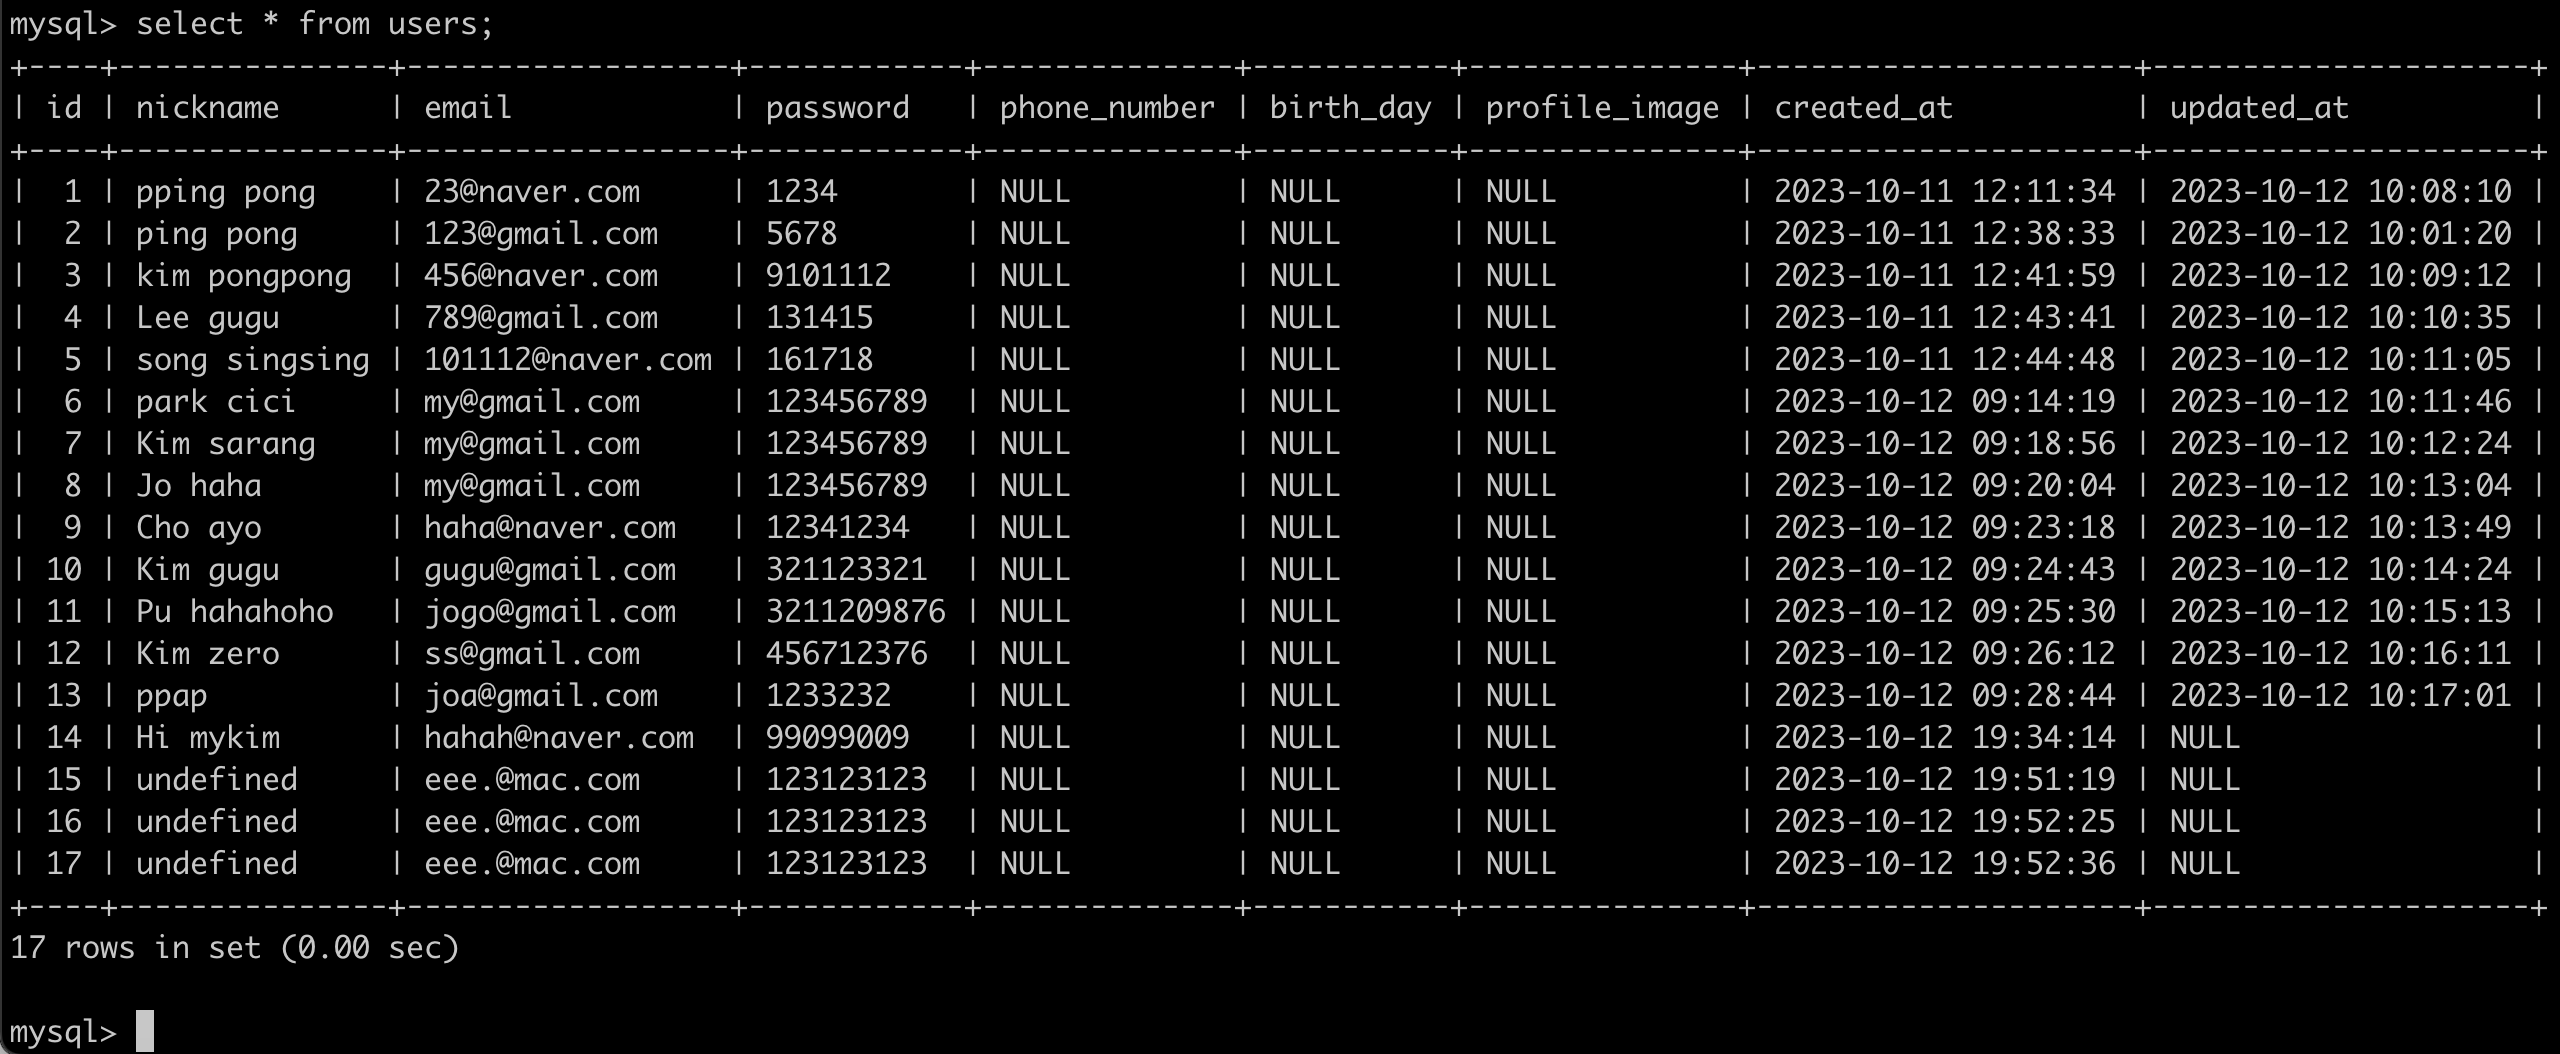 mysql> select * from users;
+----+---------------+------------------+-------------+--------------+-----------+---------------+---------------------+---------------------+
| id | nickname      | email            | password   | phone_number | birth_day | profile_image | created_at          | updated_at          |
+----+---------------+------------------+-------------+--------------+-----------+---------------+---------------------+---------------------+
|  1 | pping pong    | 23@naver.com     | 1234       | NULL         | NULL      | NULL          | 2023-10-11 12:11:34 | 2023-10-12 10:08:10 |
|  2 | ping pong     | 123@gmail.com    | 5678       | NULL         | NULL      | NULL          | 2023-10-11 12:38:33 | 2023-10-12 10:01:20 |
|  3 | kim pongpong  | 456@naver.com    | 9101112    | NULL         | NULL      | NULL          | 2023-10-11 12:41:59 | 2023-10-12 10:09:12 |
|  4 | Lee gugu      | 789@gmail.com    | 131415     | NULL         | NULL      | NULL          | 2023-10-11 12:43:41 | 2023-10-12 10:10:35 |
|  5 | song singsing | 101112@naver.com | 161718     | NULL         | NULL      | NULL          | 2023-10-11 12:44:48 | 2023-10-12 10:11:05 |
|  6 | park cici     | my@gmail.com     | 123456789  | NULL         | NULL      | NULL          | 2023-10-12 09:14:19 | 2023-10-12 10:11:46 |
|  7 | Kim sarang    | my@gmail.com     | 123456789  | NULL         | NULL      | NULL          | 2023-10-12 09:18:56 | 2023-10-12 10:12:24 |
|  8 | Jo haha       | my@gmail.com     | 123456789  | NULL         | NULL      | NULL          | 2023-10-12 09:20:04 | 2023-10-12 10:13:04 |
|  9 | Cho ayo       | haha@naver.com   | 12341234   | NULL         | NULL      | NULL          | 2023-10-12 09:23:18 | 2023-10-12 10:13:49 |
| 10 | Kim gugu      | gugu@gmail.com   | 321123321  | NULL         | NULL      | NULL          | 2023-10-12 09:24:43 | 2023-10-12 10:14:24 |
| 11 | Pu hahahoho   | jogo@gmail.com   | 3211209876 | NULL         | NULL      | NULL          | 2023-10-12 09:25:30 | 2023-10-12 10:15:13 |
| 12 | Kim zero      | ss@gmail.com     | 456712376  | NULL         | NULL      | NULL          | 2023-10-12 09:26:12 | 2023-10-12 10:16:11 |
| 13 | ppap          | joa@gmail.com    | 1233232    | NULL         | NULL      | NULL          | 2023-10-12 09:28:44 | 2023-10-12 10:17:01 |
| 14 | Hi mykim      | hahah@naver.com  | 99099009   | NULL         | NULL      | NULL          | 2023-10-12 19:34:14 | NULL                |
| 15 | undefined     | eee.@mac.com     | 123123123  | NULL         | NULL      | NULL          | 2023-10-12 19:51:19 | NULL                |
| 16 | undefined     | eee.@mac.com     | 123123123  | NULL         | NULL      | NULL          | 2023-10-12 19:52:25 | NULL                |
| 17 | undefined     | eee.@mac.com     | 123123123  | NULL         | NULL      | NULL          | 2023-10-12 19:52:36 | NULL                |
+----+---------------+------------------+-------------+--------------+-----------+---------------+---------------------+---------------------+
17 rows in set (0.00 sec)
mysql>